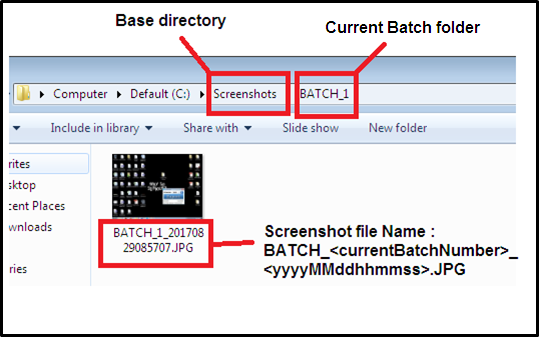 Base directory
Current Batch folder
Computer Default (C:) Screenshots BATCH_1
Include in library Share with Slide show New folder
rites
sktop
cent Places
wnloads
aries
BATCH_1_201708
29085707.JPG
Screenshot file Name :
BATCH_<currentBatchNumber>_
<yyyyMMddhhmmss>.JPG